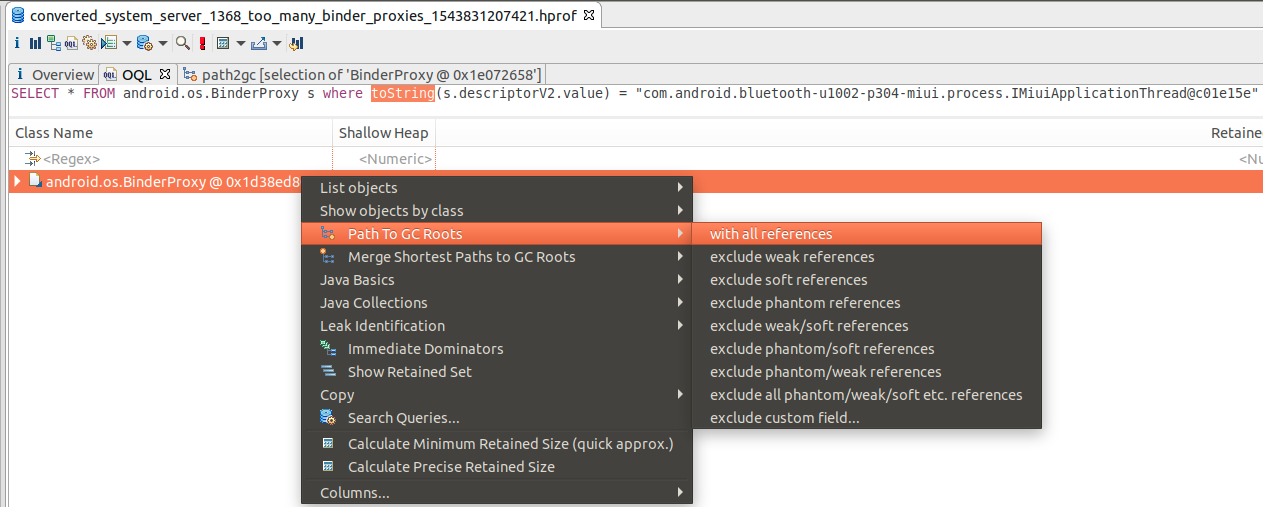 converted_system_server_1368_too_many_binder_proxies_1543831207421.hprof
i OQL
i Overview OQL path2gc [selection of 'BinderProxy @ 0x1e072658']
SELECT * FROM android.os.BinderProxy s where toString(s.descriptorV2.value) = "com.android.bluetooth-u1002-p304-miui.process.IMiuiApplicationThread@c01e15e"
Class Name Shallow Heap Retaine
<Regex> <Numeric> <Nu
android.os.BinderProxy @ 0x1d38ed8
List objects
Show objects by class
Path To GC Roots
with all references
Merge Shortest Paths to GC Roots
exclude weak references
Java Basics
exclude soft references
Java Collections
exclude phantom references
Leak Identification
exclude weak/soft references
Immediate Dominators
exclude phantom/soft references
Show Retained Set
exclude phantom/weak references
Copy
exclude all phantom/weak/soft etc. references
Search Queries...
exclude custom field...
Calculate Minimum Retained Size (quick approx.)
Calculate Precise Retained Size
Columns...